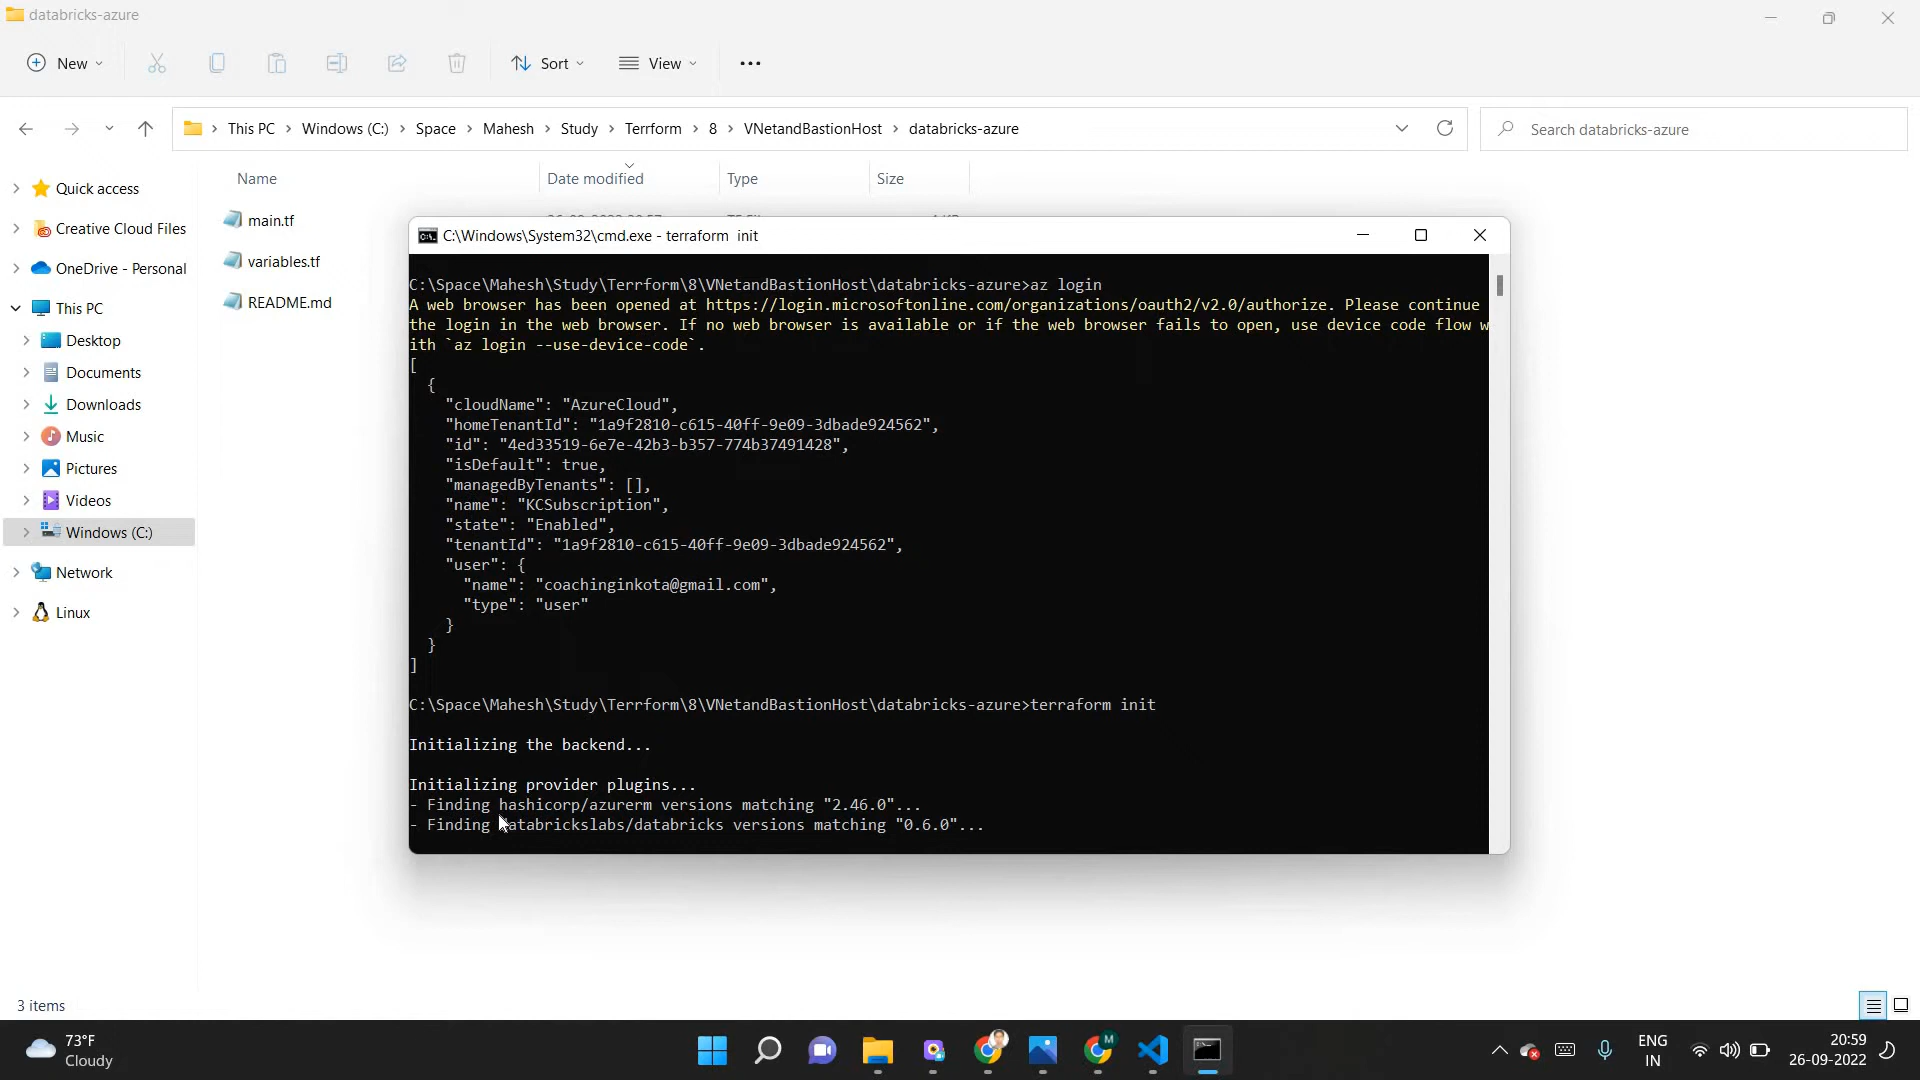 databricks-azure
New
Sort
View
This PC > Windows (C:) > Space > Mahesh > Study > Terrform > 8 > VNetandBastionHost > databricks-azure
Search databricks-azure
Name Date modified Type Size
Quick access
Creative Cloud Files
OneDrive - Personal
This PC
Desktop
Documents
Downloads
Music
Pictures
Videos
Windows (C:)
Network
Linux
main.tf
variables.tf
README.md
C:\Windows\System32\cmd.exe - terraform  init
C:\Space\Mahesh\Study\Terrform\8\VNetandBastionHost\databricks-azure>az login
A web browser has been opened at https://login.microsoftonline.com/organizations/oauth2/v2.0/authorize. Please continue
the login in the web browser. If no web browser is available or if the web browser fails to open, use device code flow w
ith `az login --use-device-code`.
[
{
"cloudName": "AzureCloud",
"homeTenantId": "1a9f2810-c615-40ff-9e09-3dbade924562",
"id": "4ed33519-6e7e-42b3-b357-774b37491428",
"isDefault": true,
"managedByTenants": [],
"name": "KCSubscription",
"state": "Enabled",
"tenantId": "1a9f2810-c615-40ff-9e09-3dbade924562",
"user": {
"name": "coachinginkota@gmail.com",
"type": "user"
}
}
]
C:\Space\Mahesh\Study\Terrform\8\VNetandBastionHost\databricks-azure>terraform init
Initializing the backend...
Initializing provider plugins...
- Finding hashicorp/azurerm versions matching "2.46.0"...
- Finding databrickslabs/databricks versions matching "0.6.0"...
3 items
73°F
Cloudy
ENG
IN
20:59
26-09-2022